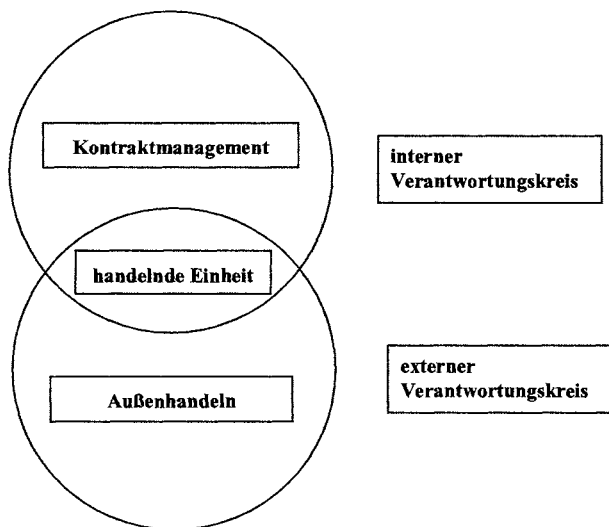 Kontraktmanagement
interner
Verantwortungskreis
handelnde Einheit
externer
Verantwortungskreis
Außenhandeln